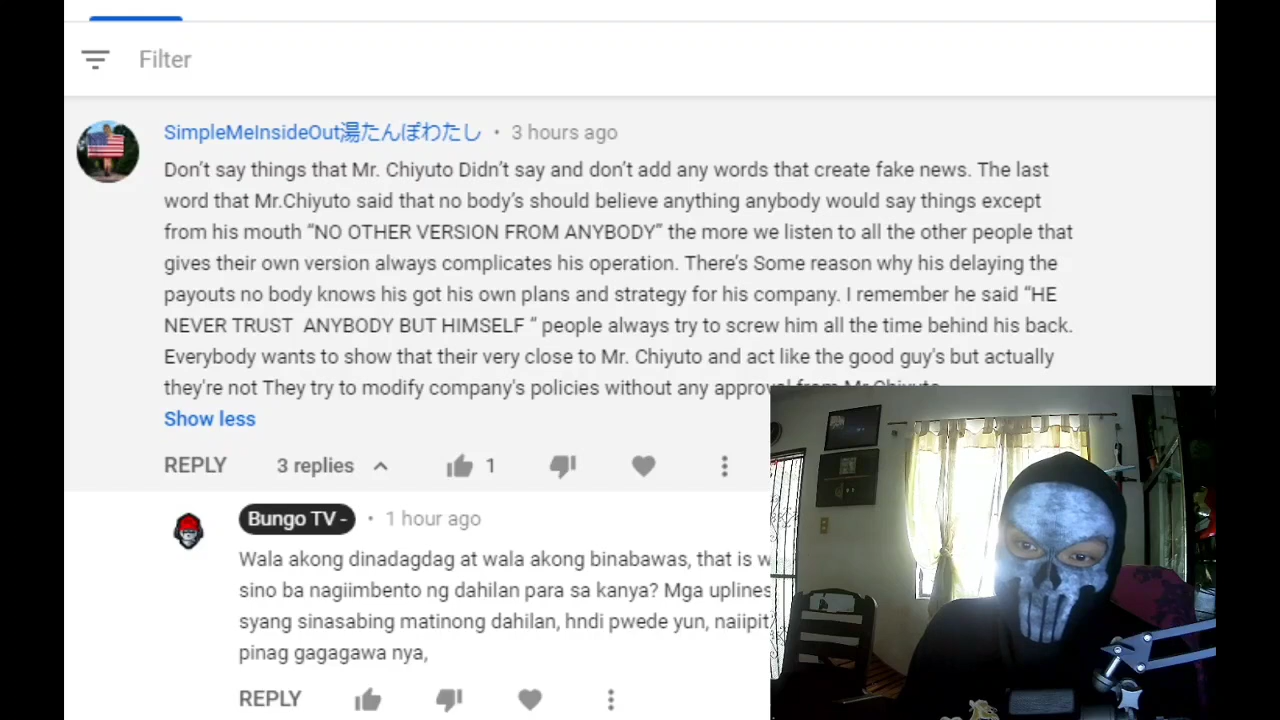 Filter
SimpleMeInsideOut湯たんぽわたし • 3 hours ago
Don't say things that Mr. Chiyuto Didn't say and don't add any words that create fake news. The last
word that Mr.Chiyuto said that no body's should believe anything anybody would say things except
from his mouth “NO OTHER VERSION FROM ANYBODY” the more we listen to all the other people that
gives their own version always complicates his operation. There's Some reason why his delaying the
payouts no body knows his got his own plans and strategy for his company. I remember he said “HE
NEVER TRUST ANYBODY BUT HIMSELF ” people always try to screw him all the time behind his back.
Everybody wants to show that their very close to Mr. Chiyuto and act like the good guy's but actually
they're not They try to modify company's policies without any approval from Mr.Chiyuto
Show less
REPLY 3 replies 1
Bungo TV - • 1 hour ago
Wala akong dinadagdag at wala akong binabawas, that is
sino ba nagiimbento ng dahilan para sa kanya? Mga uplines
syang sinasabing matinong dahilan, hndi pwede yun, naiipit
pinag gagagawa nya,
REPLY